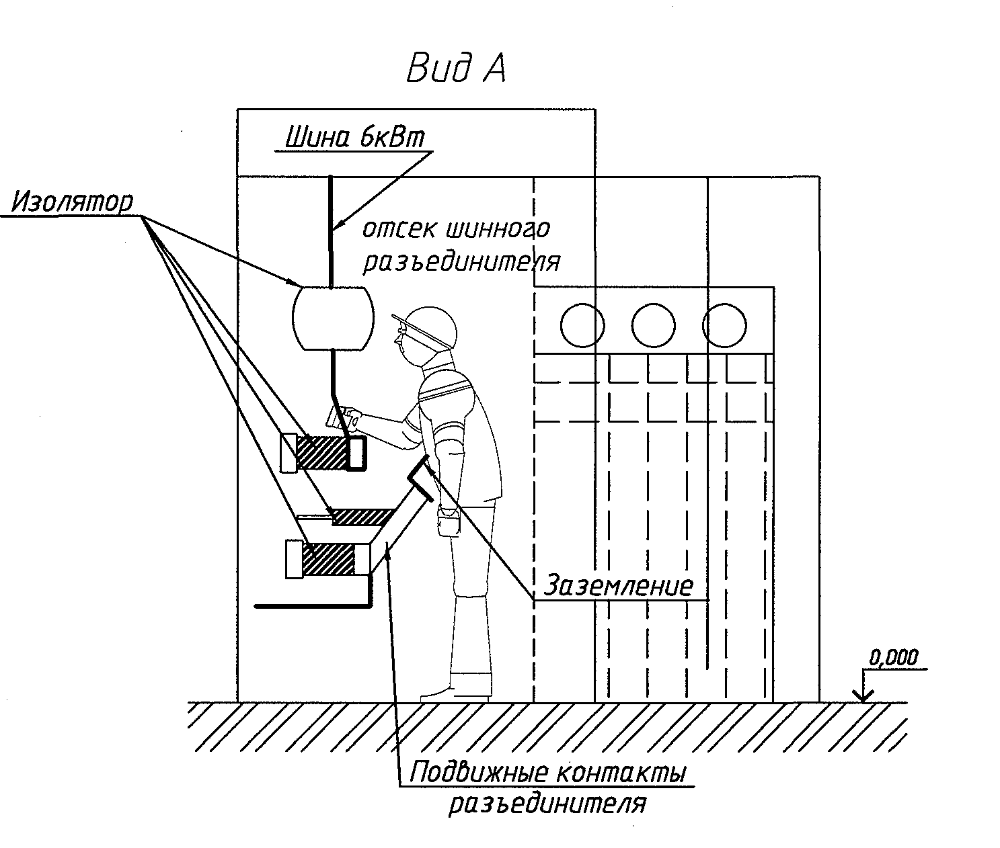 Вид А
Шина 6кВт
Изолятор
отсек шинного
разъединителя
Заземление
0,000
Подвижные контакты
разъединителя